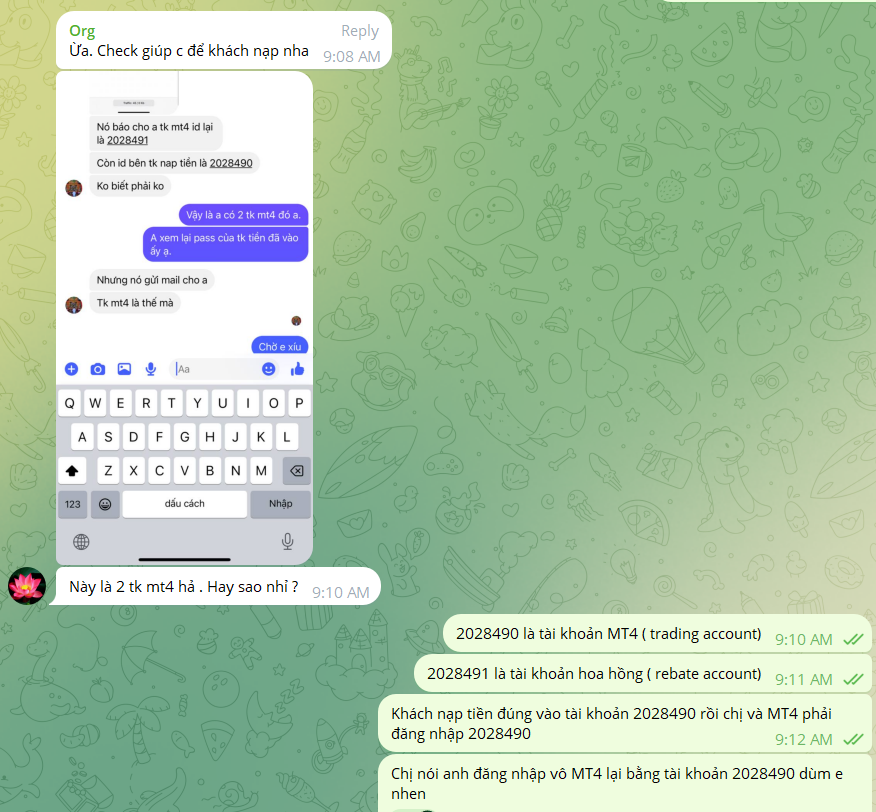 Org
Reply
Ừa. Check giúp c để khách nạp nha
9:08 AM
Nó báo cho a tk mt4 id lại
là 2028491
Còn id bên tk nap tiền là 2028490
Ko biết phải ko
Vậy là a có 2 tk mt4 đó a.
A xem lại pass của tk tiền đã vào
ấy ạ.
Nhưng nó gửi mail cho a
Tk mt4 là thế mà
Chờ e xíu
Aa
Q W E R T Y U I O P
A S D F G H J K L
Z X C V B N M
123
dấu cách
Nhập
Này là 2 tk mt4 hả . Hay sao nhỉ ?
9:10 AM
2028490 là tài khoản MT4 ( trading account)
9:10 AM
2028491 là tài khoản hoa hồng ( rebate account)
9:11 AM
Khách nạp tiền đúng vào tài khoản 2028490 rồi chị và MT4 phải
đăng nhập 2028490
9:12 AM
Chị nói anh đăng nhập vô MT4 lại bằng tài khoản 2028490 dùm e
nhen